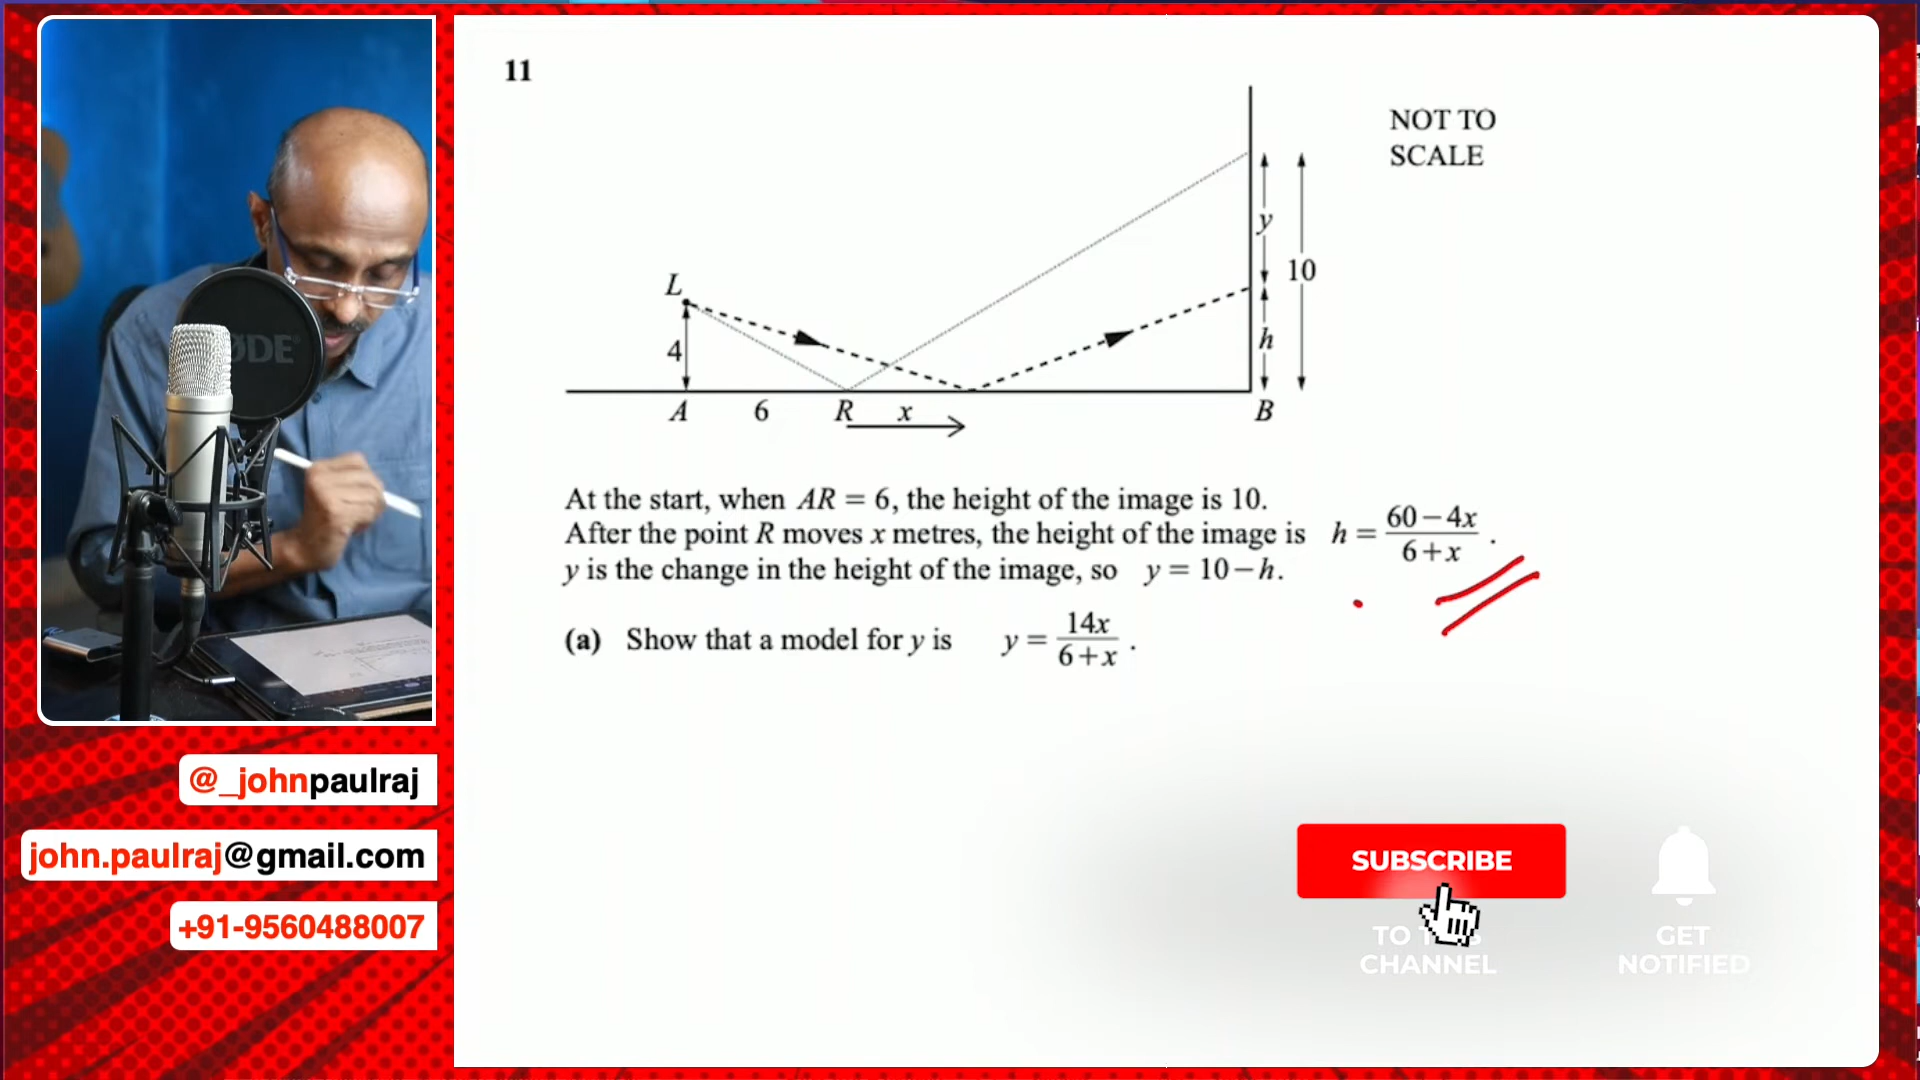 11
NOT TO
SCALE
L
4
y
10
h
A 6 R x B
At the start, when AR = 6, the height of the image is 10.
After the point R moves x metres, the height of the image is h = \frac{60-4x}{6+x} .
y is the change in the height of the image, so y = 10 - h.
(a) Show that a model for y is y = \frac{14x}{6+x} .
@_johnpaulraj
john.paulraj@gmail.com
+91-9560488007
SUBSCRIBE
TO
CHANNEL
GET
NOTIFIED